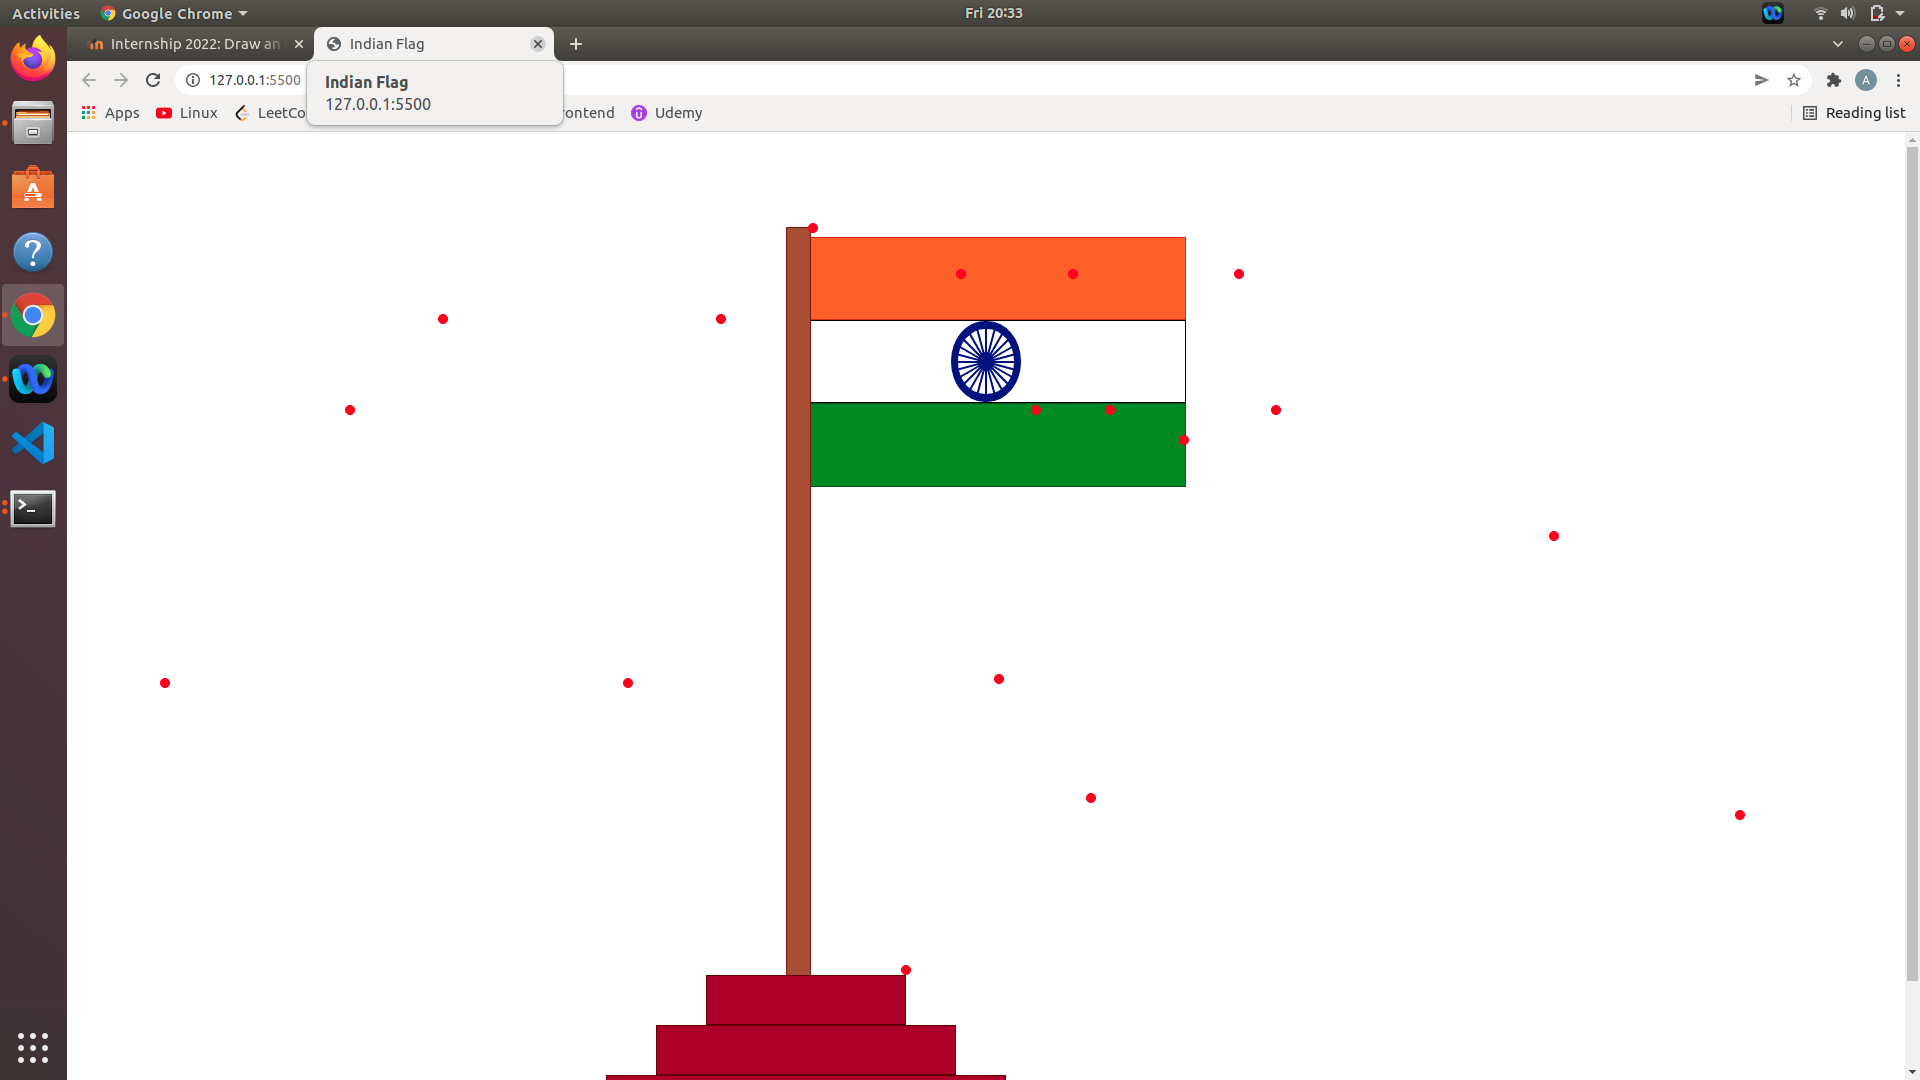 Activities Google Chrome Fri 20:33
Internship 2022: Draw an Indian Flag
127.0.0.1:5500
Indian Flag
127.0.0.1:5500
Apps Linux LeetCo rontend Udemy Reading list
A